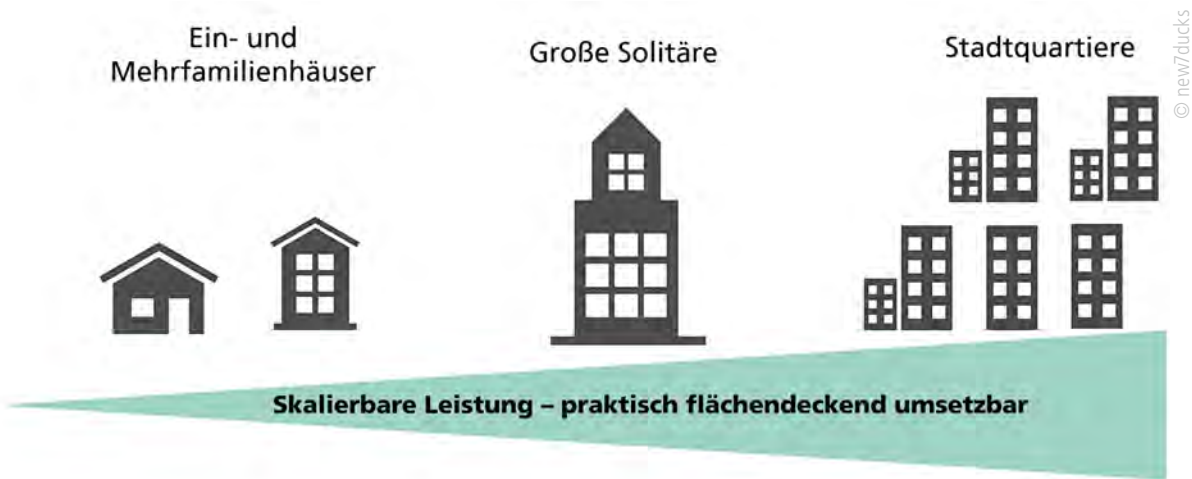 Ein- und
Mehrfamilienhäuser
Große Solitäre
Stadtquartiere
© new7ducks
Skalierbare Leistung – praktisch flächendeckend umsetzbar